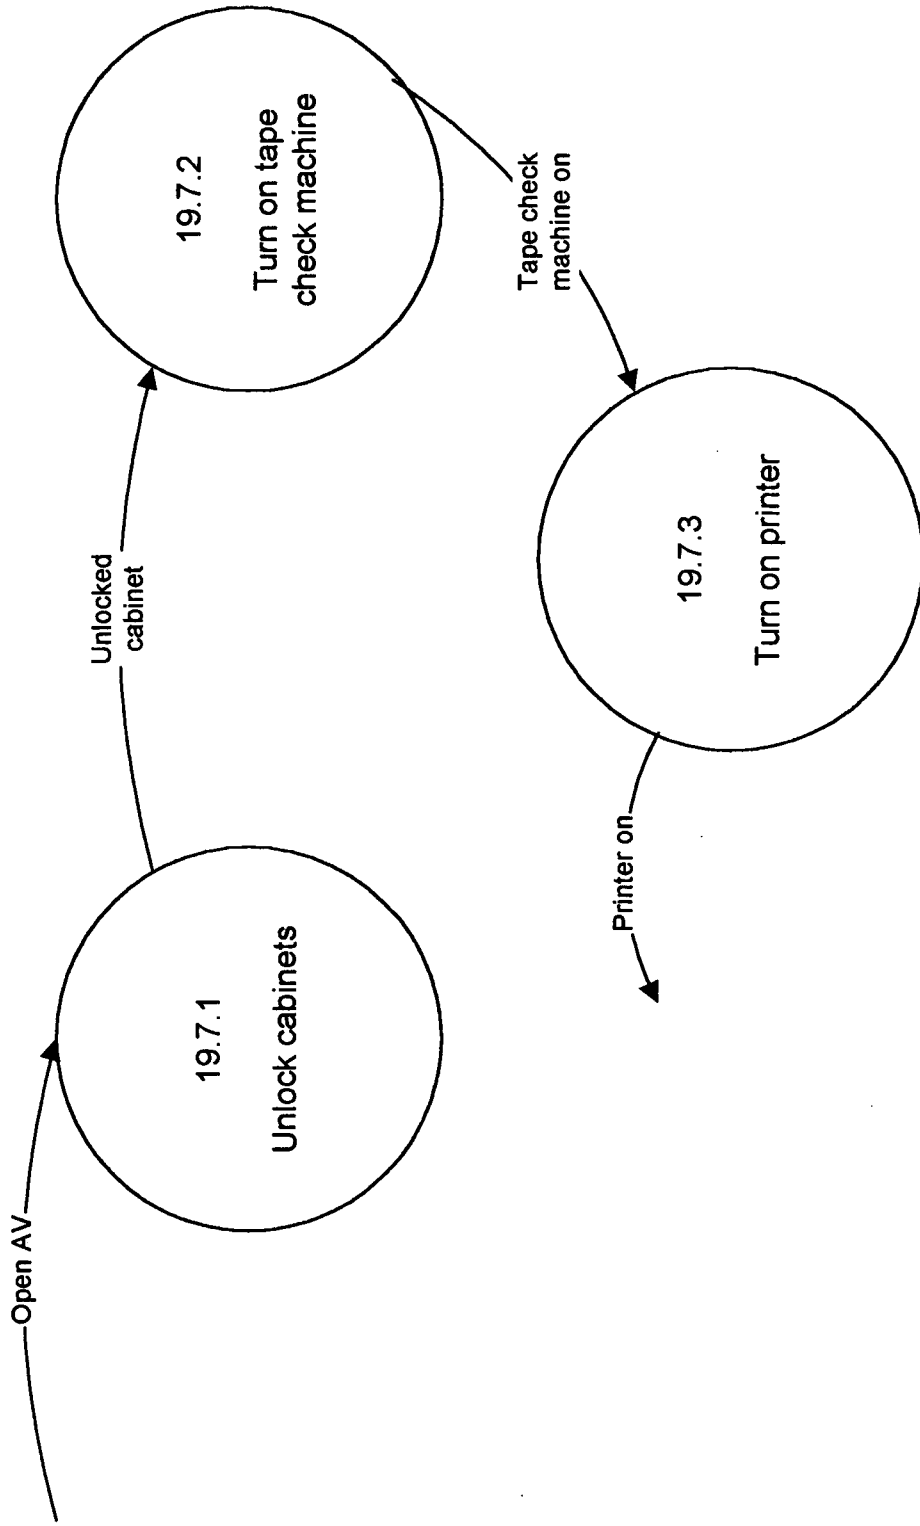 Open AV
19.7.1
Unlock cabinets
Unlocked
cabinet
19.7.2
Turn on tape
check machine
Tape check
machine on
19.7.3
Turn on printer
Printer on